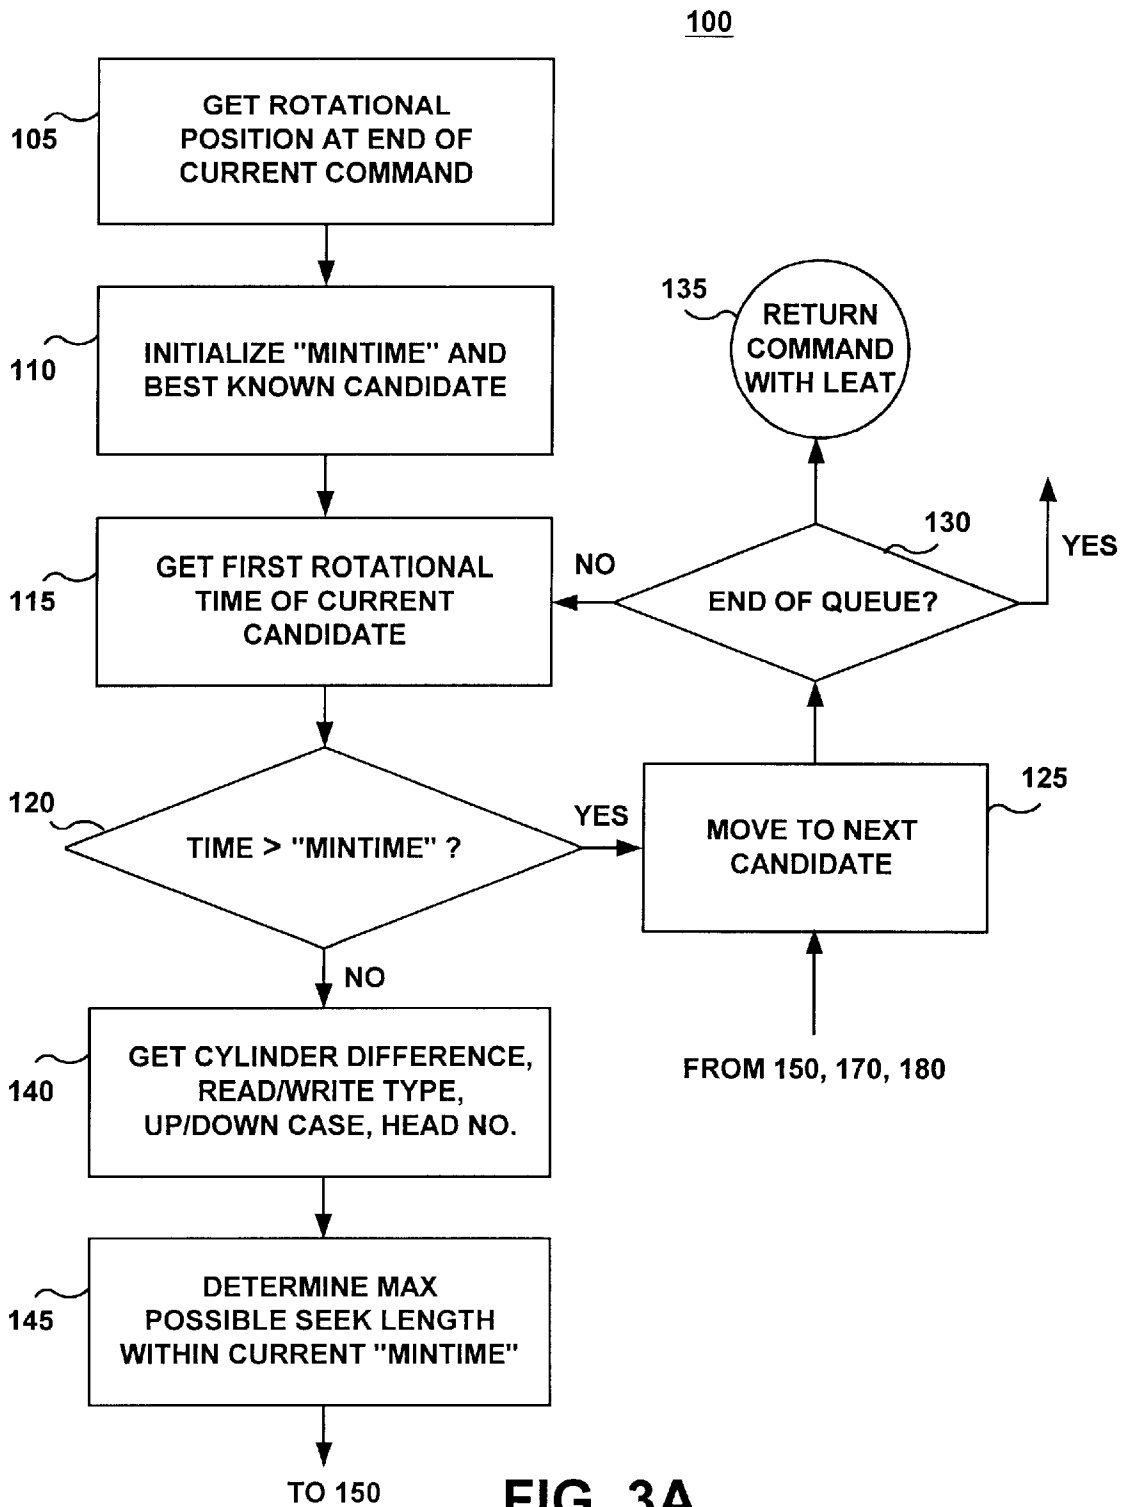 100
105
GET ROTATIONAL
POSITION AT END OF
CURRENT COMMAND
110
INITIALIZE "MINTIME" AND
BEST KNOWN CANDIDATE
135
RETURN
COMMAND
WITH LEAT
115
GET FIRST ROTATIONAL
TIME OF CURRENT
CANDIDATE
NO
130
END OF QUEUE?
YES
120
TIME > "MINTIME" ?
YES
125
MOVE TO NEXT
CANDIDATE
NO
FROM 150, 170, 180
140
GET CYLINDER DIFFERENCE,
READ/WRITE TYPE,
UP/DOWN CASE, HEAD NO.
145
DETERMINE MAX
POSSIBLE SEEK LENGTH
WITHIN CURRENT "MINTIME"
TO 150
FIG. 3A